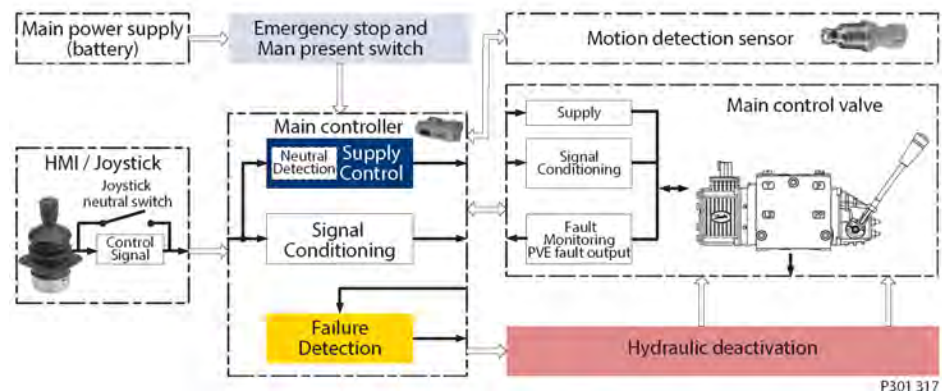 Main power supply
(battery)
Emergency stop and
Man present switch
Motion detection sensor
Main controller
Neutral
Detection
Supply
Control
Signal
Conditioning
Failure
Detection
HMI / Joystick
Joystick
neutral switch
Control
Signal
Main control valve
Supply
Signal
Conditioning
Fault
Monitoring
PVE fault output
Hydraulic deactivation
P301 317